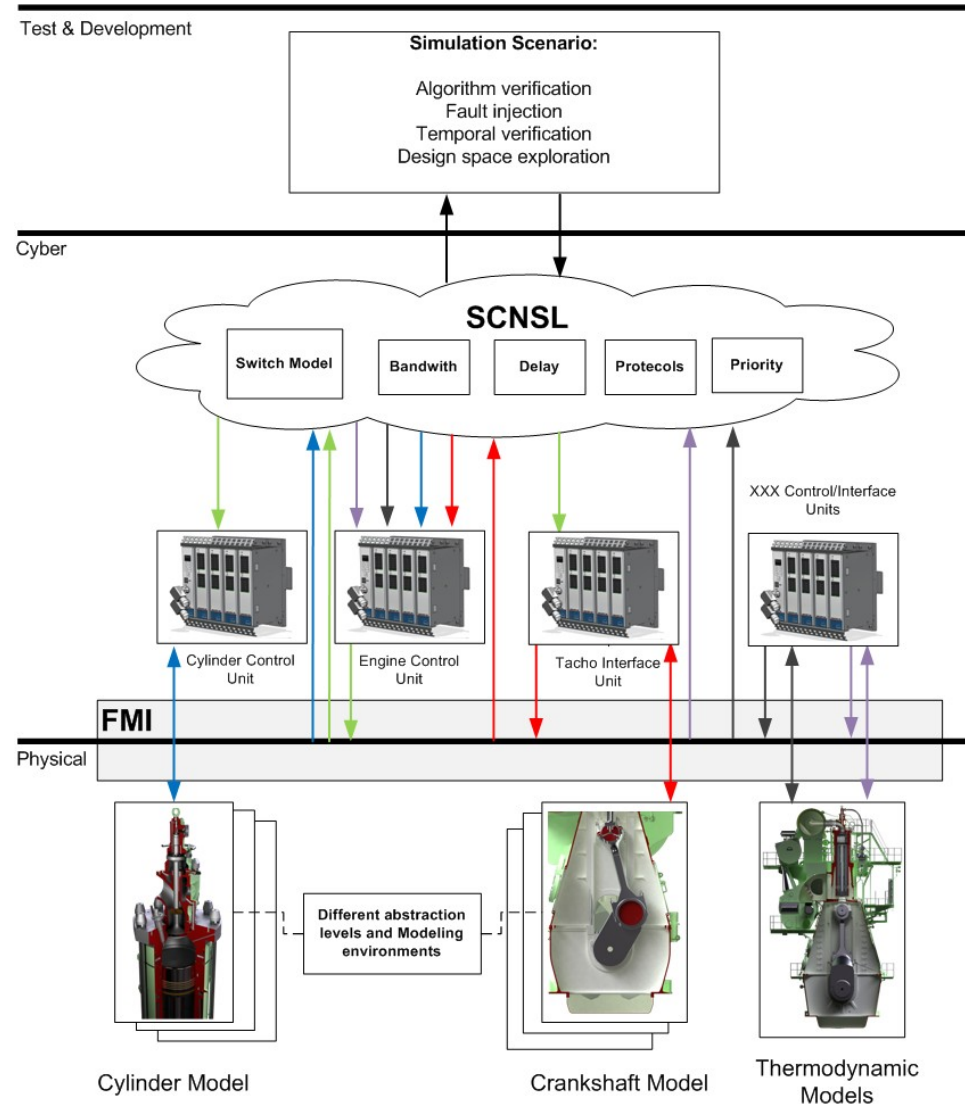 Test & Development
Simulation Scenario:
Algorithm verification
Fault injection
Temporal verification
Design space exploration
Cyber
SCNSL
Switch Model
Bandwith
Delay
Protecols
Priority
XXX Control/Interface
Units
Cylinder Control
Unit
Engine Control
Unit
Tacho Interface
Unit
FMI
Physical
Different abstraction
levels and Modeling
environments
Cylinder Model
Crankshaft Model
Thermodynamic
Models